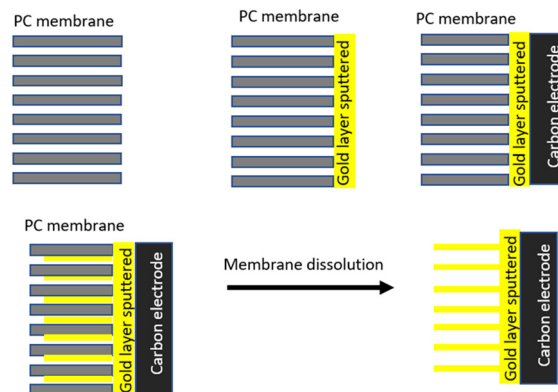 PC membrane
PC membrane
PC membrane
Gold layer sputtered
Gold layer sputtered
Carbon electrode
PC membrane
Gold layer sputtered
Carbon electrode
Membrane dissolution
Gold layer sputtered
Carbon electrode